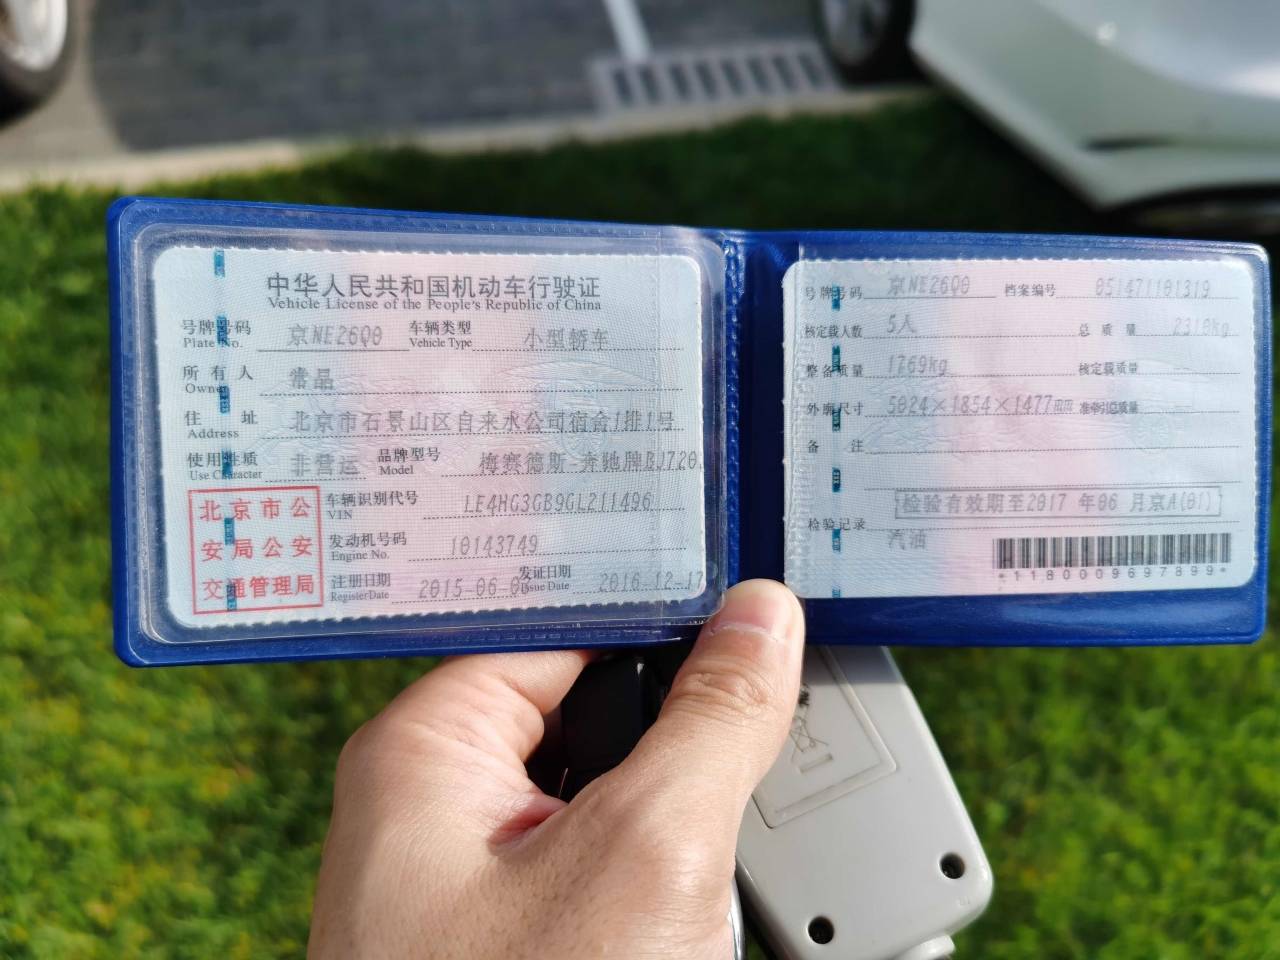 中华人民共和国机动车行驶证
Vehicle License of the People's Republic of China
号牌号码 京NE26Q0 车辆类型 小型轿车
Plate No. Vehicle Type
所有人 常品
Owner
住址 北京市石景山区自来水公司宿舍1排1号
Address
使用性质 非营运 品牌型号 梅赛德斯-奔驰牌BJ720
Use Character Model
北京市公
安局公安
交通管理局
车辆识别代号 LE4HG3GB9GL211496
VIN
发动机号码 10143749
Engine No.
注册日期 2015-06-0 发证日期 2016-12-17
Register Date Issue Date
号牌号码 京NE26Q0 档案编号 051471101319
核定载人数 5人 总质量 2310kg
整备质量 1769kg 核定载质量
外廓尺寸 5024×1854×1477mm 准牵引总质量
备注
检验有效期至2017 年06 月京A(01)
检验记录
汽油
*1180009697899*